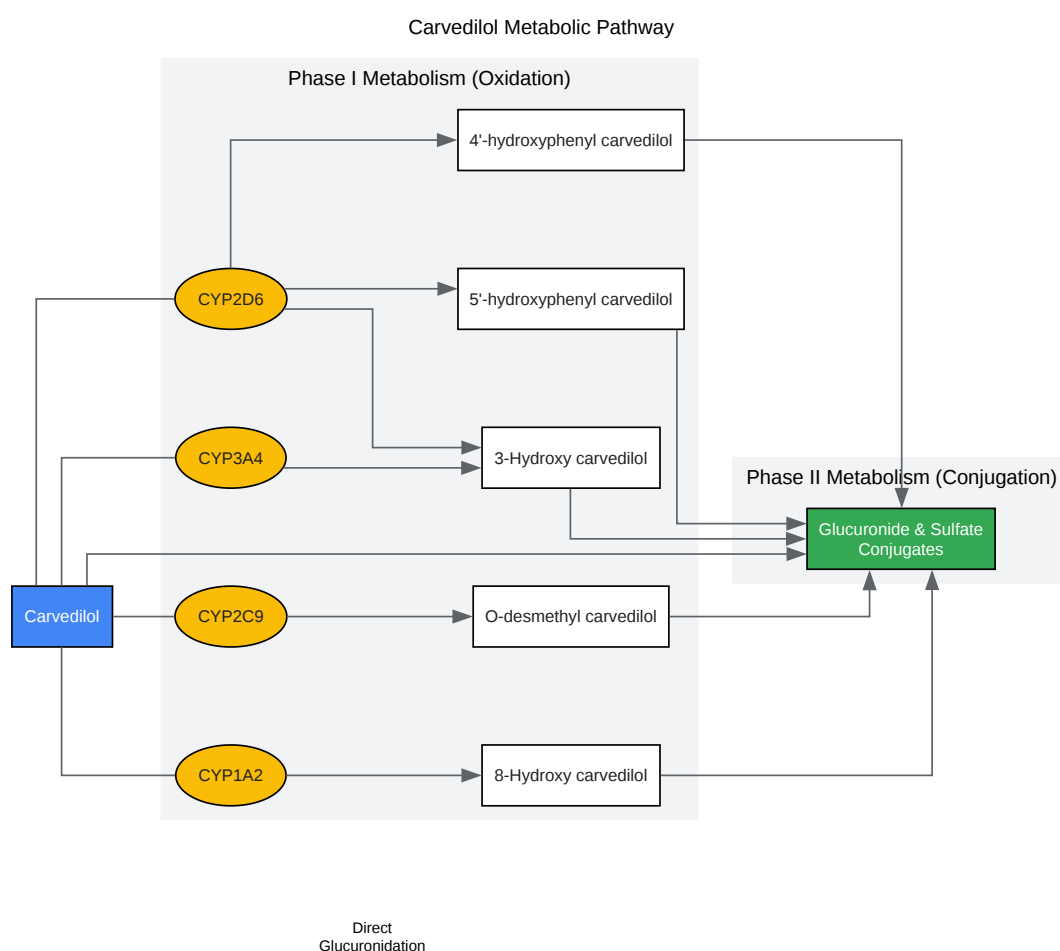 Carvedilol Metabolic Pathway
Phase I Metabolism (Oxidation)
4'-hydroxyphenyl carvedilol
CYP2D6
5'-hydroxyphenyl carvedilol
CYP3A4
3-Hydroxy carvedilol
Phase II Metabolism (Conjugation)
Glucuronide & Sulfate
Conjugates
Carvedilol
CYP2C9
O-desmethyl carvedilol
CYP1A2
8-Hydroxy carvedilol
Direct
Glucuronidation